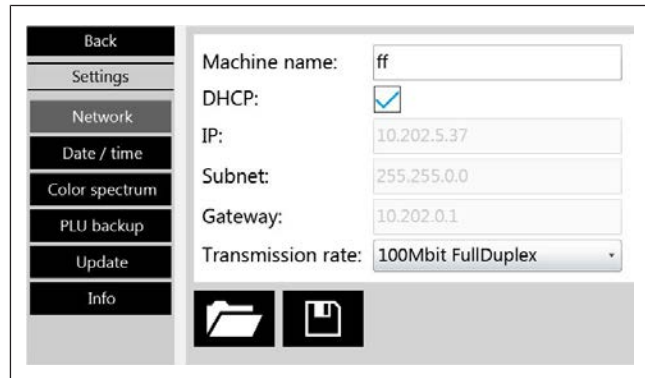 Back
Settings
Network
Date / time
Color spectrum
PLU backup
Update
Info
Machine name: ff
DHCP:
IP: 10.202.5.37
Subnet: 255.255.0.0
Gateway: 10.202.0.1
Transmission rate: 100Mbit FullDuplex